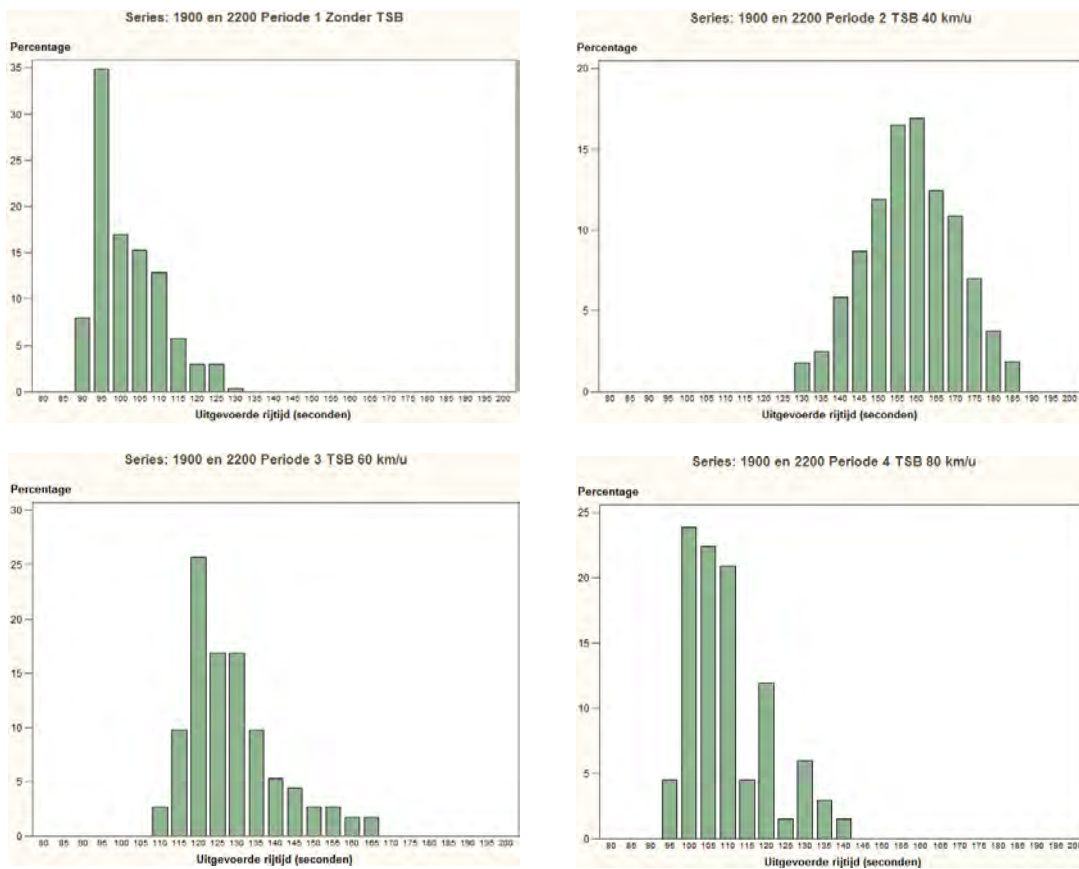 Series: 1900 en 2200 Periode 1 Zonder TSB
Percentage
35
30
25
20
15
10
5
0
80 85 90 95 100 105 110 115 120 125 130 135 140 145 150 155 160 165 170 175 180 185 190 195 200
Uitgevoerde rijtijd (seconden)
Series: 1900 en 2200 Periode 2 TSB 40 km/u
Percentage
20
15
10
5
0
80 85 90 95 100 105 110 115 120 125 130 135 140 145 150 155 160 165 170 175 180 185 190 195 200
Uitgevoerde rijtijd (seconden)
Series: 1900 en 2200 Periode 3 TSB 60 km/u
Percentage
30
25
20
15
10
5
0
80 85 90 95 100 105 110 115 120 125 130 135 140 145 150 155 160 165 170 175 180 185 190 195 200
Uitgevoerde rijtijd (seconden)
Series: 1900 en 2200 Periode 4 TSB 80 km/u
Percentage
25
20
15
10
5
0
80 85 90 95 100 105 110 115 120 125 130 135 140 145 150 155 160 165 170 175 180 185 190 195 200
Uitgevoerde rijtijd (seconden)